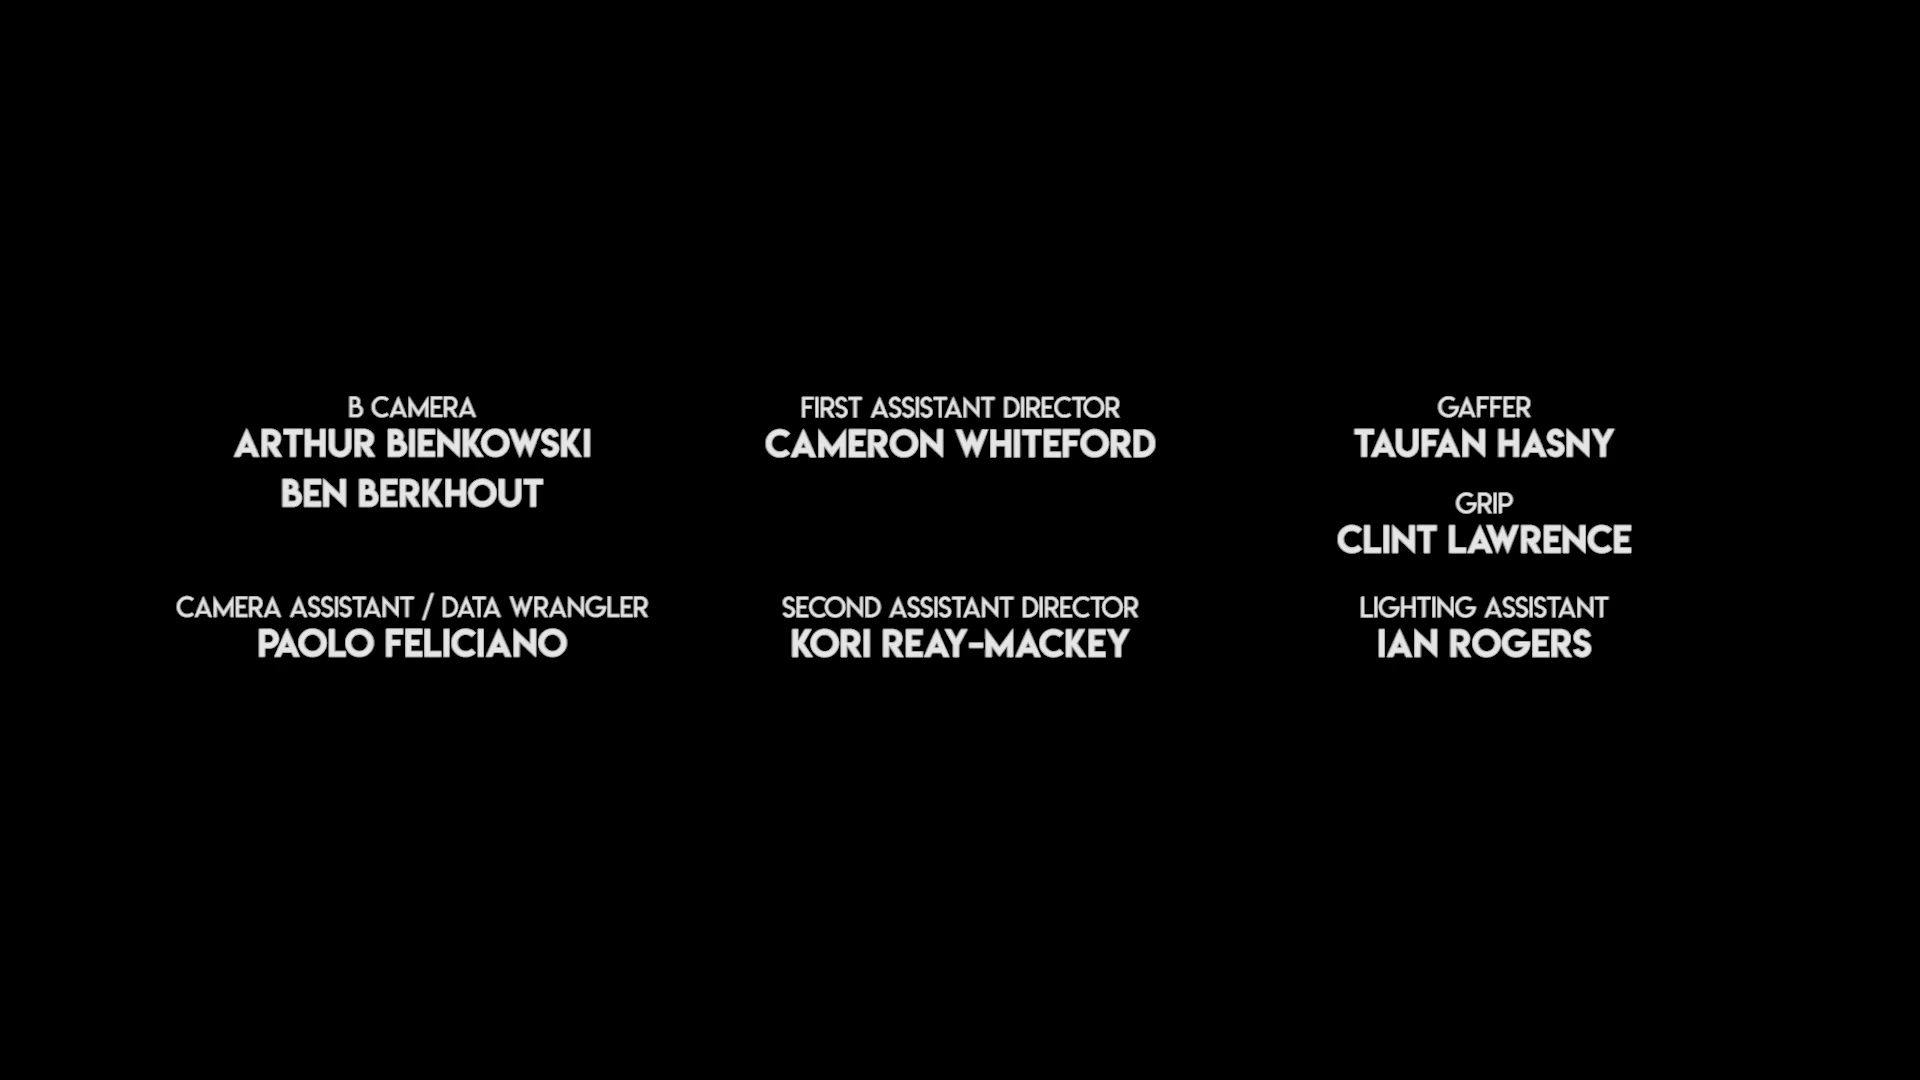 B CAMERA
ARTHUR BIENKOWSKI
BEN BERKHOUT
CAMERA ASSISTANT / DATA WRANGLER
PAOLO FELICIANO
FIRST ASSISTANT DIRECTOR
CAMERON WHITEFORD
SECOND ASSISTANT DIRECTOR
KORI REAY-MACKEY
GAFFER
TAUFAN HASNY
GRIP
CLINT LAWRENCE
LIGHTING ASSISTANT
IAN ROGERS